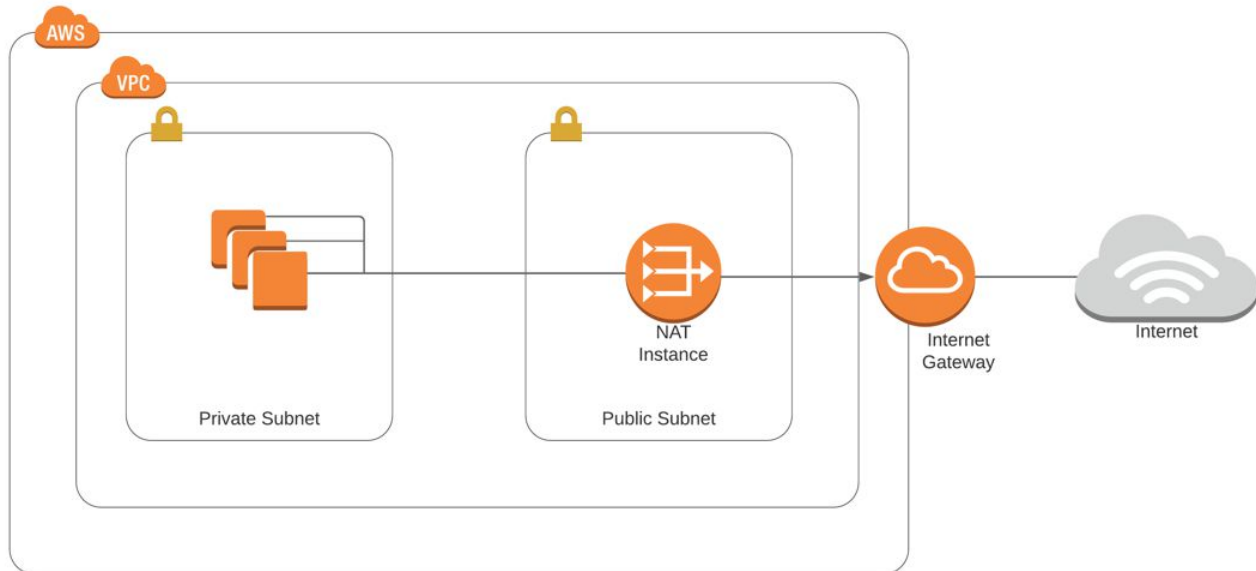 AWS
VPC
NAT
Instance
Internet
Gateway
Internet
Private Subnet
Public Subnet